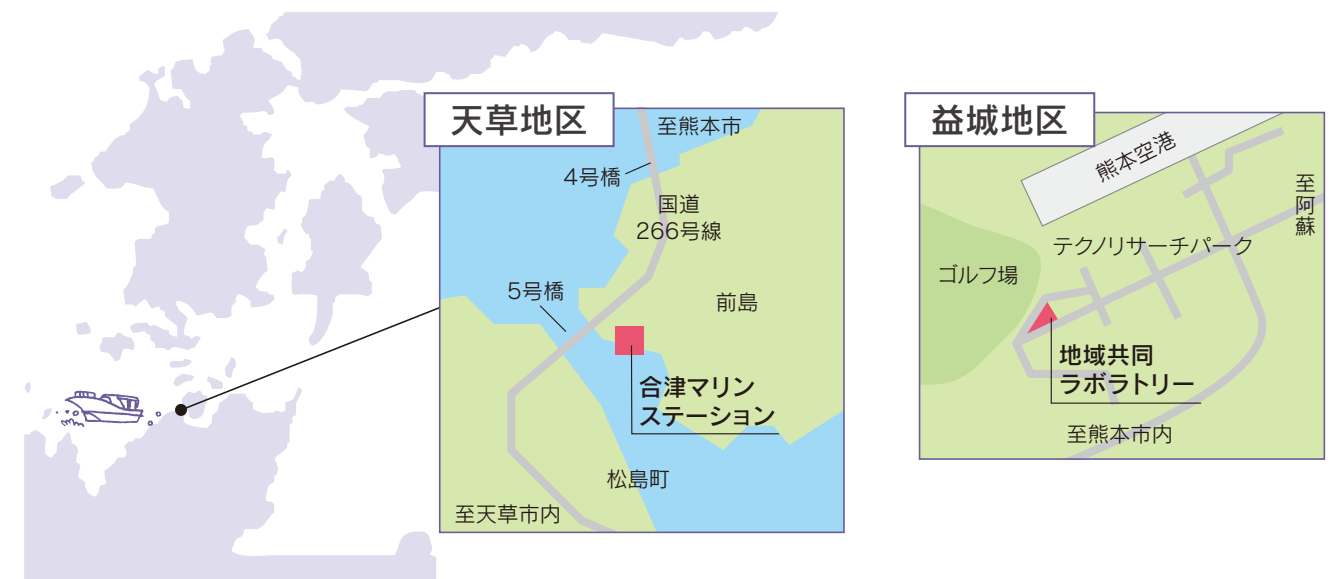 天草地区
至熊本市
4号橋
国道
266号線
5号橋
前島
合津マリン
ステーション
松島町
至天草市内
益城地区
熊本空港
至阿蘇
テクノリサーチパーク
ゴルフ場
地域共同
ラボラトリー
至熊本市内